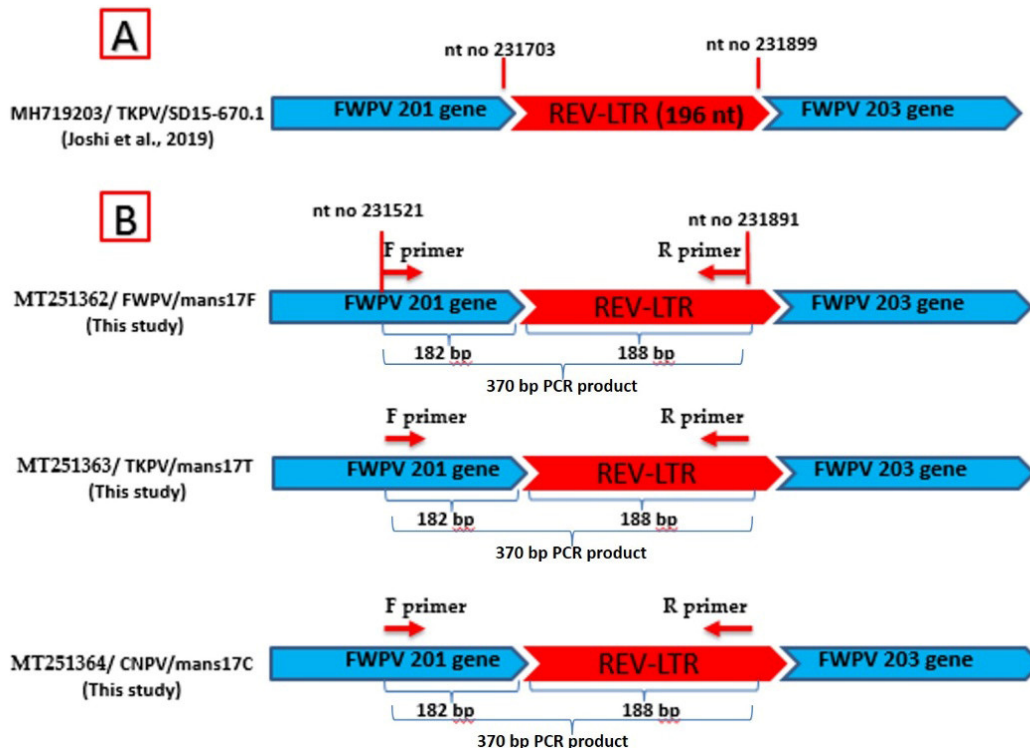 A
nt no 231703
nt no 231899
MH719203/ TKPV/SD15-670.1
(Joshi et al., 2019)
FWPV 201 gene
REV-LTR (196 nt)
FWPV 203 gene
B
nt no 231521
nt no 231891
F primer
R primer
MT251362/ FWPV/mans17F
(This study)
FWPV 201 gene
REV-LTR
FWPV 203 gene
182 bp
188 bp
370 bp PCR product
F primer
R primer
MT251363/ TKPV/mans17T
(This study)
FWPV 201 gene
REV-LTR
FWPV 203 gene
182 bp
188 bp
370 bp PCR product
F primer
R primer
MT251364/ CNPV/mans17C
(This study)
FWPV 201 gene
REV-LTR
FWPV 203 gene
182 bp
188 bp
370 bp PCR product